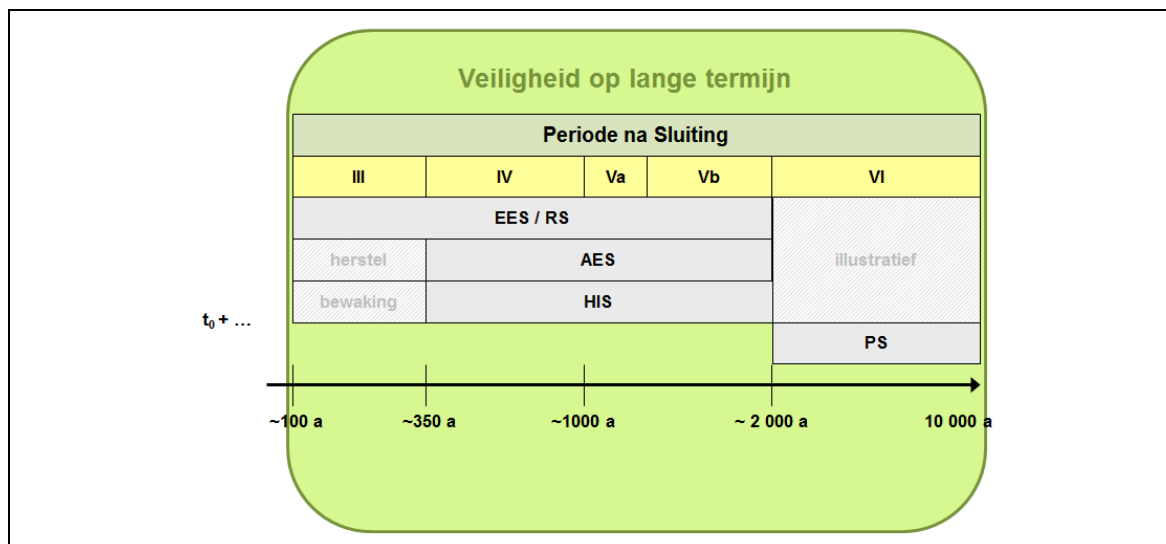 Veiligheid op lange termijn
Periode na Sluiting
III IV Va Vb VI
EES / RS
herstel AES illustratief
bewaking HIS
t0 + …
PS
~100 a ~350 a ~1000 a ~ 2 000 a 10 000 a